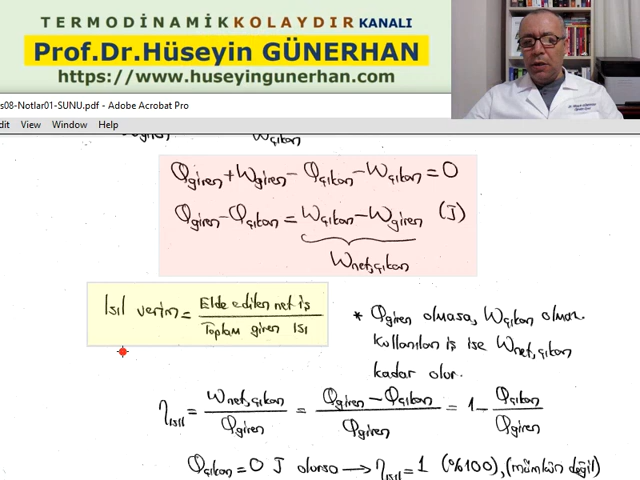 TERMODİNAMİKKOLAYDIR KANALI
Prof.Dr.Hüseyin GÜNERHAN
https://www.huseyingunerhan.com
s08-Notlar01-SUNU.pdf - Adobe Acrobat Pro
dit View Window Help
Wçıkan
Qgiren+Wgiren-Qçıkan-Wçıkan=0
Qgiren-Qçıkan=Wçıkan-Wgiren (J)
Wnet,çıkan
Isıl verim= Elde edilen net iş / Toplam giren ısı
* Qgiren olmasa, Wçıkan olmaz.
Kullanılan iş ise Wnet,çıkan
kadar olur.
ηısıl = Wnet,çıkan / Qgiren = Qgiren-Qçıkan / Qgiren = 1- Qçıkan / Qgiren
Qçıkan=0 J olursa → ηısıl=1 (%100), (mümkün değil)